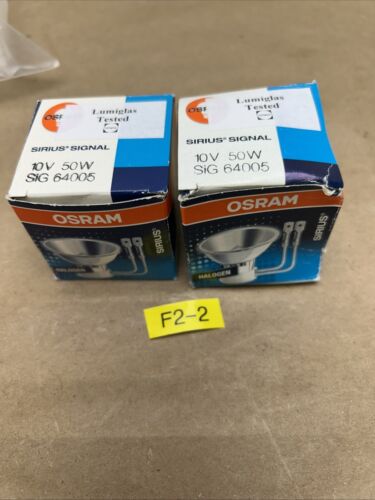 OSR
Lumiglas
Tested
SIRIUS® SIGNAL
10V 50W
SIG 64005
OSRAM
HALOGEN
SIRIUS®
OSR
Lumiglas
Tested
SIRIUS® SIGNAL
10V 50W
SIG 64005
OSRAM
HALOGEN
SIRIUS®
F2-2